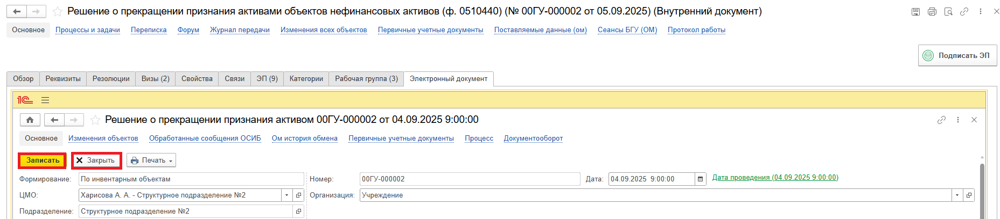 Решение о прекращении признания активами объектов нефинансовых активов (ф. 0510440) (№ 00ГУ-000002 от 05.09.2025) (Внутренний документ)
Основное Процессы и задачи Переписка Форум Журнал передачи Изменения всех объектов Первичные учетные документы Поставляемые данные (ом) Сеансы БГУ (ОМ) Протокол работы
Подписать ЭП
Обзор Реквизиты Резолюции Визы (2) Свойства Связи ЭП (9) Категории Рабочая группа (3) Электронный документ
1С
Решение о прекращении признания активом 00ГУ-000002 от 04.09.2025 9:00:00
Основное Изменения объектов Обработанные сообщения ОСИБ Ом история обмена Первичные учетные документы Процесс Документооборот
Записать Закрыть Печать
Формирование: По инвентарным объектам Номер: 00ГУ-000002 Дата: 04.09.2025 9:00:00 Дата проведения (04.09.2025 9:00:00)
ЦМО: Харисова А. А. - Структурное подразделение №2 Организация: Учреждение
Подразделение: Структурное подразделение №2